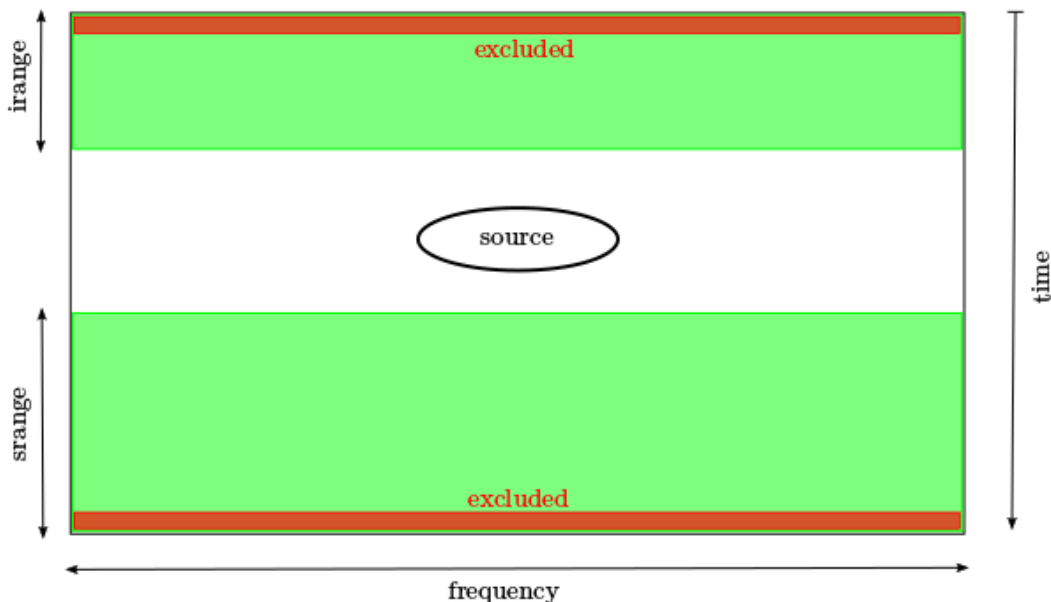 irange
excluded
source
time
srange
excluded
frequency